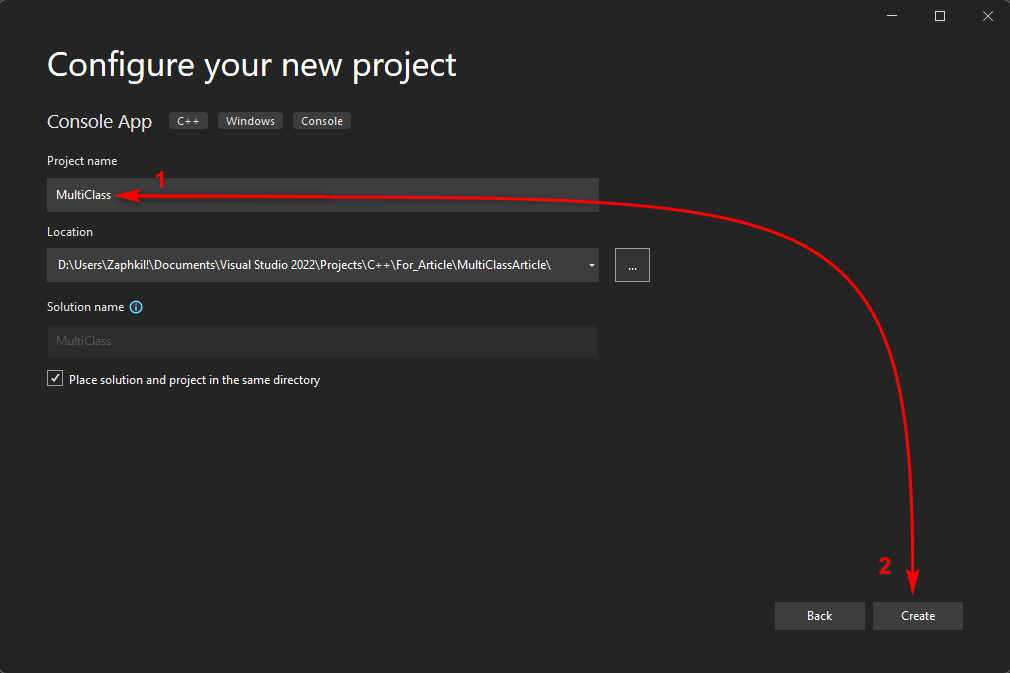 Configure your new project
Console App C++ Windows Console
Project name
1
MultiClass
Location
D:\Users\Zaphkil!\Documents\Visual Studio 2022\Projects\C++\For_Article\MultiClassArticle\
...
Solution name
MultiClass
Place solution and project in the same directory
2
Back Create